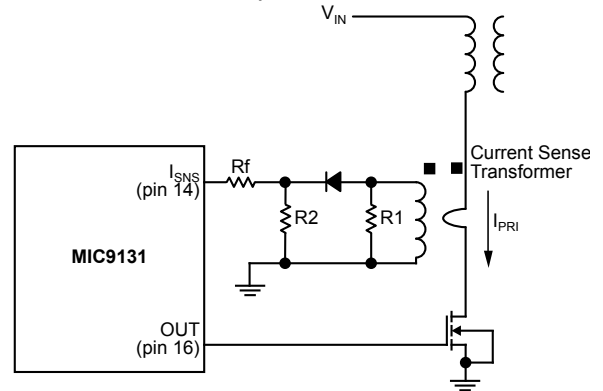 V_IN
I_SNS
(pin 14)
Rf
R2
R1
Current Sense
Transformer
I_PRI
MIC9131
OUT
(pin 16)